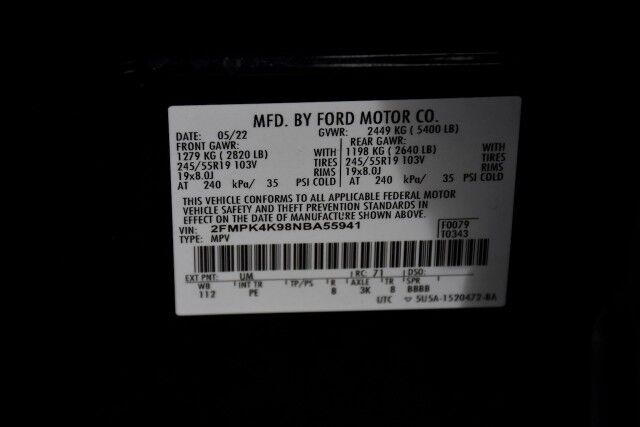 MFD. BY FORD MOTOR CO.
DATE: 05/22 GVWR: 2449 KG ( 5400 LB)
FRONT GAWR: REAR GAWR:
1279 KG ( 2820 LB) WITH 1198 KG ( 2640 LB) WITH
245/55R19 103V TIRES 245/55R19 103V TIRES
19x8.0J RIMS 19x8.0J RIMS
AT 240 kPa/ 35 PSI COLD AT 240 kPa/ 35 PSI COLD
THIS VEHICLE CONFORMS TO ALL APPLICABLE FEDERAL MOTOR
VEHICLE SAFETY AND THEFT PREVENTION STANDARDS IN
EFFECT ON THE DATE OF MANUFACTURE SHOWN ABOVE.
VIN: 2FMPK4K98NBA55941 F0079
TYPE: MPV T0343
EXT PNT: UM RC: 71 DSO:
WB INT TR TP/PS R AXLE TR SPR
112 PE 8 3K 8 BBBB
UTC 5U5A-1520472-BA